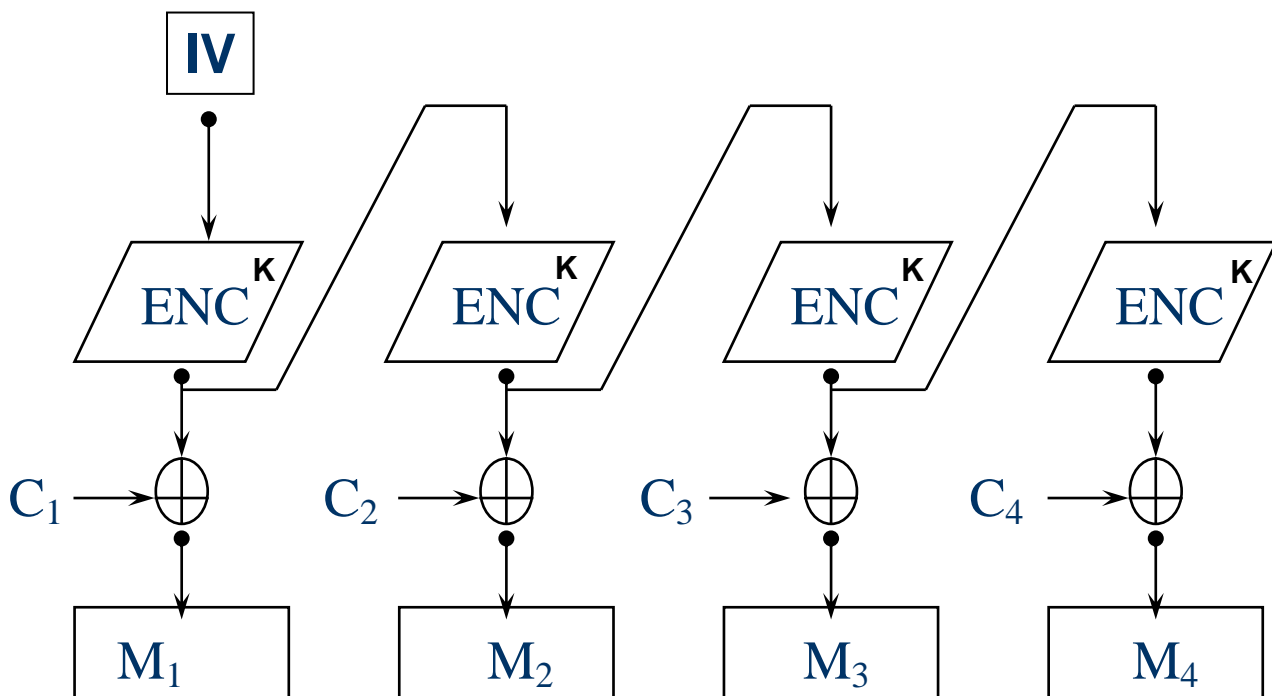 IV
ENC^K ENC^K ENC^K ENC^K
C₁ C₂ C₃ C₄
M₁ M₂ M₃ M₄